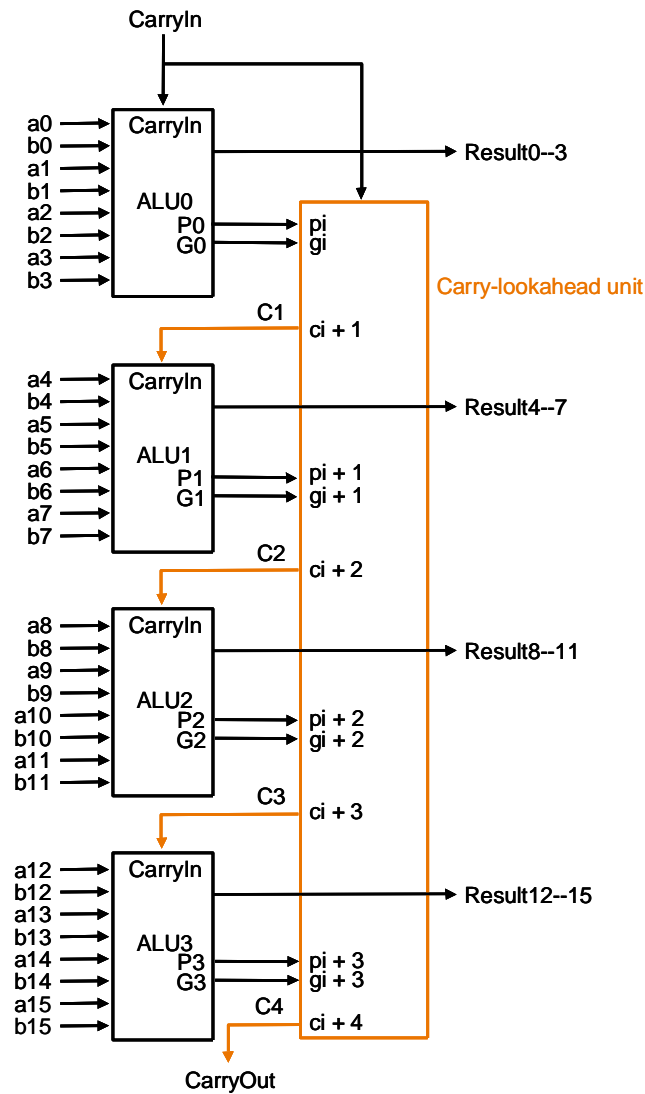 CarryIn
a0
b0
a1
b1
a2
b2
a3
b3
CarryIn
ALU0
P0
G0
Result0--3
pi
gi
Carry-lookahead unit
C1
ci + 1
a4
b4
a5
b5
a6
b6
a7
b7
CarryIn
ALU1
P1
G1
Result4--7
pi + 1
gi + 1
C2
ci + 2
a8
b8
a9
b9
a10
b10
a11
b11
CarryIn
ALU2
P2
G2
Result8--11
pi + 2
gi + 2
C3
ci + 3
a12
b12
a13
b13
a14
b14
a15
b15
CarryIn
ALU3
P3
G3
Result12--15
pi + 3
gi + 3
C4
ci + 4
CarryOut